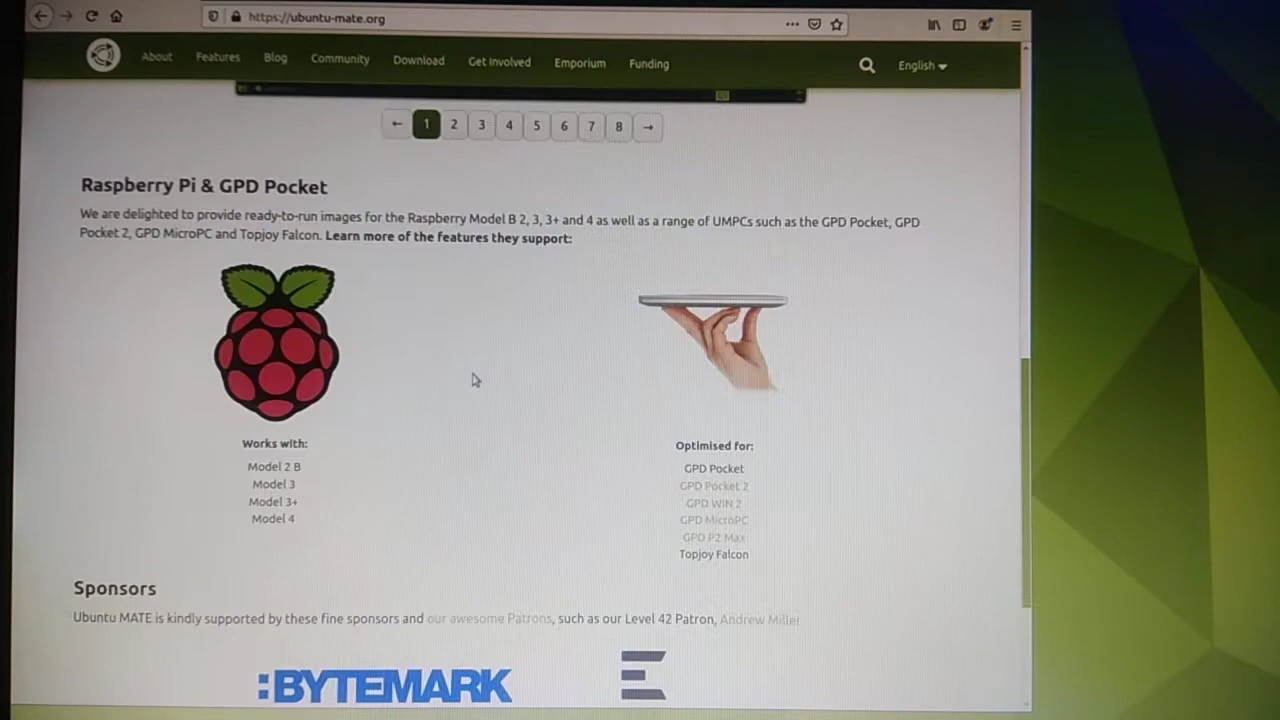 https://ubuntu-mate.org
About Features Blog Community Download Get Involved Emporium Funding English
← 1 2 3 4 5 6 7 8 →
Raspberry Pi & GPD Pocket
We are delighted to provide ready-to-run images for the Raspberry Model B 2, 3, 3+ and 4 as well as a range of UMPCs such as the GPD Pocket, GPD
Pocket 2, GPD MicroPC and Topjoy Falcon. Learn more of the features they support:
Works with:
Model 2 B
Model 3
Model 3+
Model 4
Optimised for:
GPD Pocket
GPD Pocket 2
GPD WIN 2
GPD MicroPC
GPD P2 Max
Topjoy Falcon
Sponsors
Ubuntu MATE is kindly supported by these fine sponsors and our awesome Patrons, such as our Level 42 Patron, Andrew Miller
:BYTEMARK